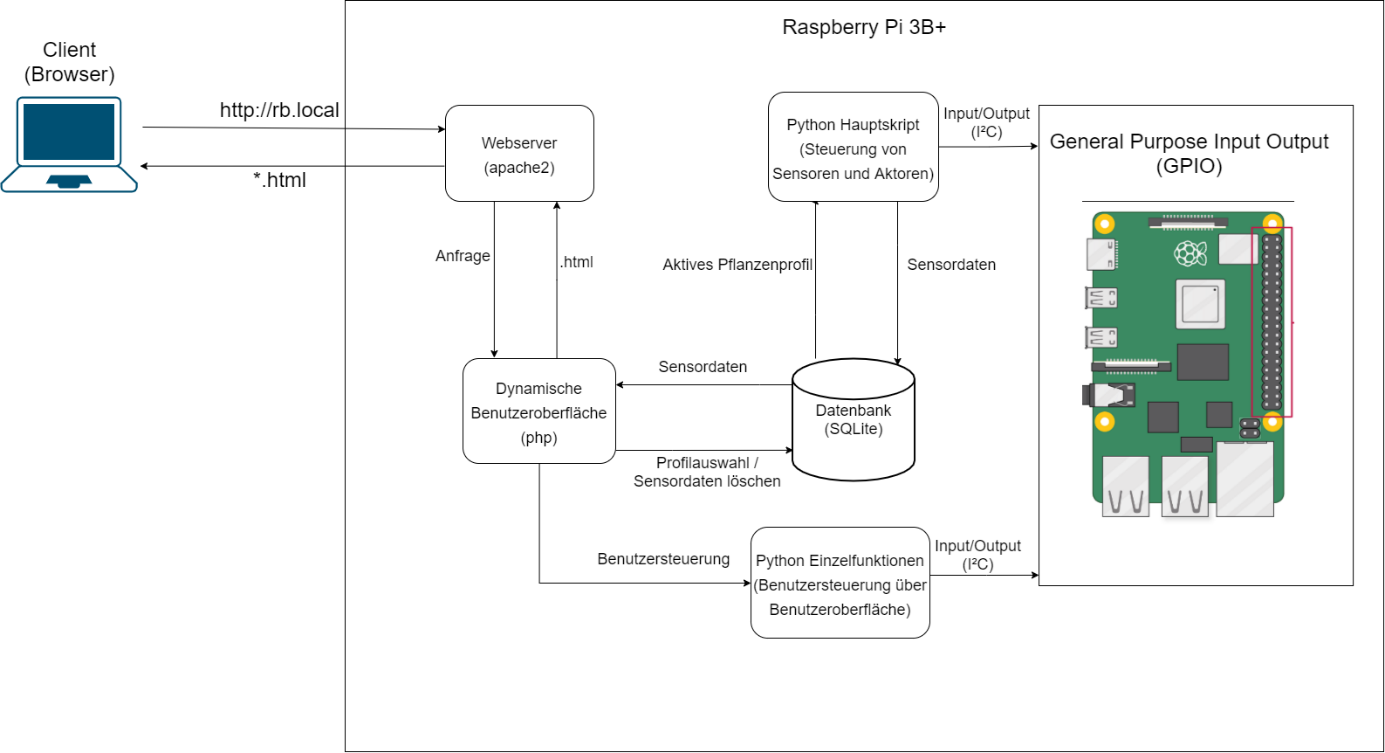 Raspberry Pi 3B+
Client
(Browser)
http://rb.local
*.html
Webserver
(apache2)
Python Hauptskript
(Steuerung von
Sensoren und Aktoren)
Input/Output
(I²C)
General Purpose Input Output
(GPIO)
Anfrage
.html
Aktives Pflanzenprofil
Sensordaten
Dynamische
Benutzeroberfläche
(php)
Sensordaten
Profilauswahl /
Sensordaten löschen
Datenbank
(SQLite)
Benutzersteuerung
Python Einzelfunktionen
(Benutzersteuerung über
Benutzeroberfläche)
Input/Output
(I²C)